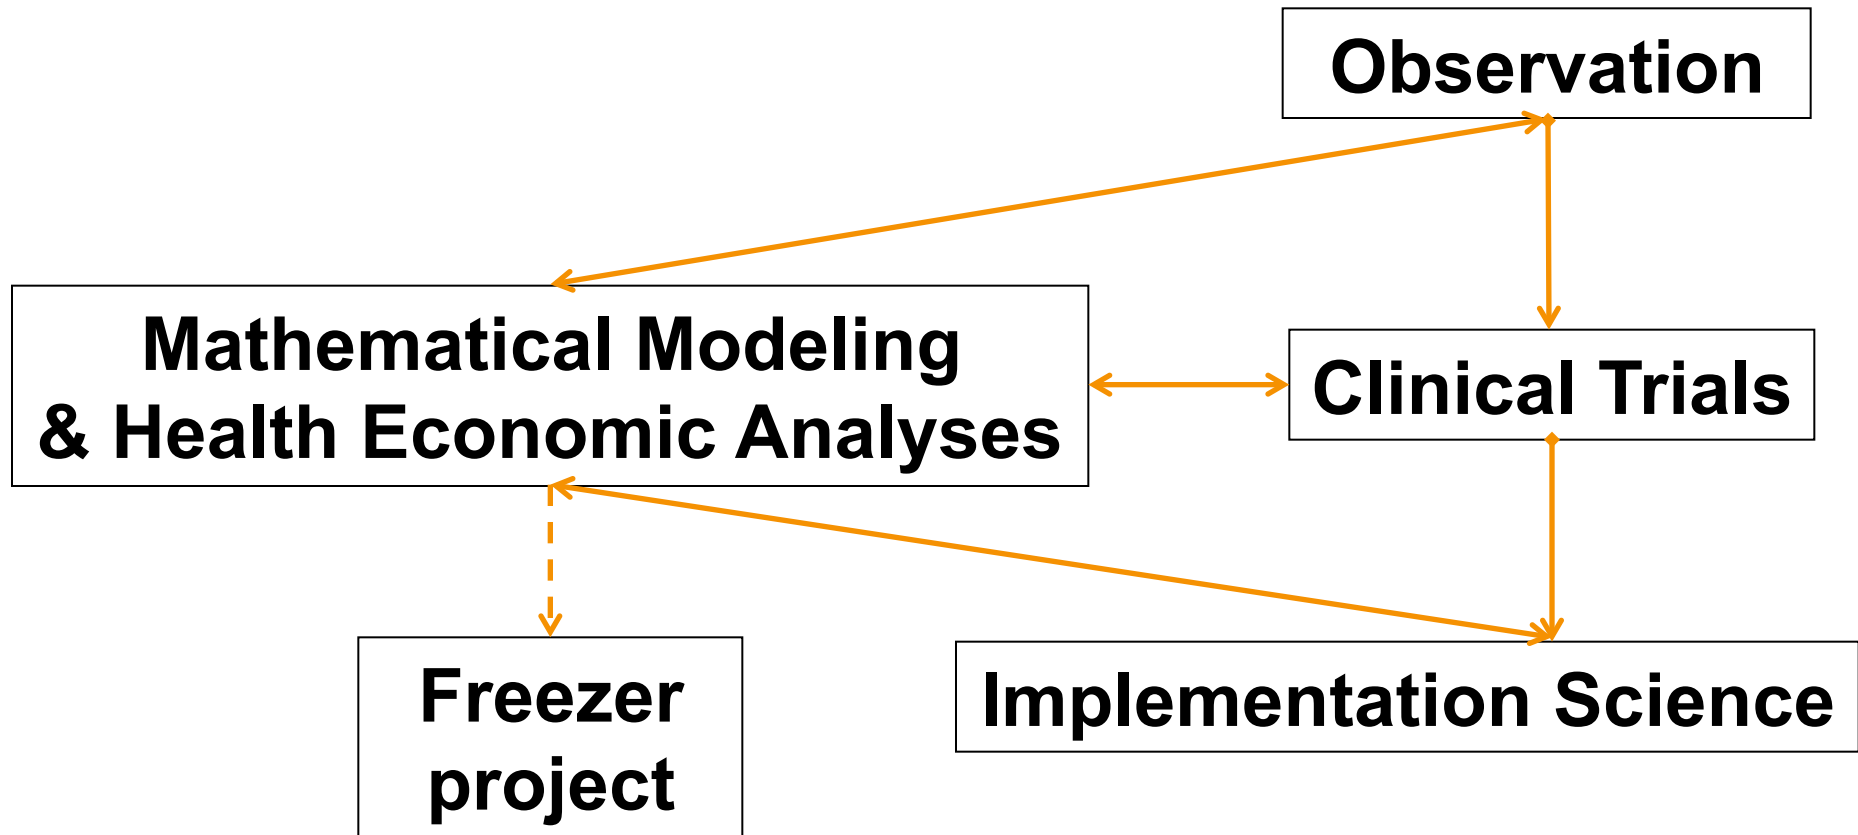 Observation
Mathematical Modeling
& Health Economic Analyses
Clinical Trials
Freezer
project
Implementation Science